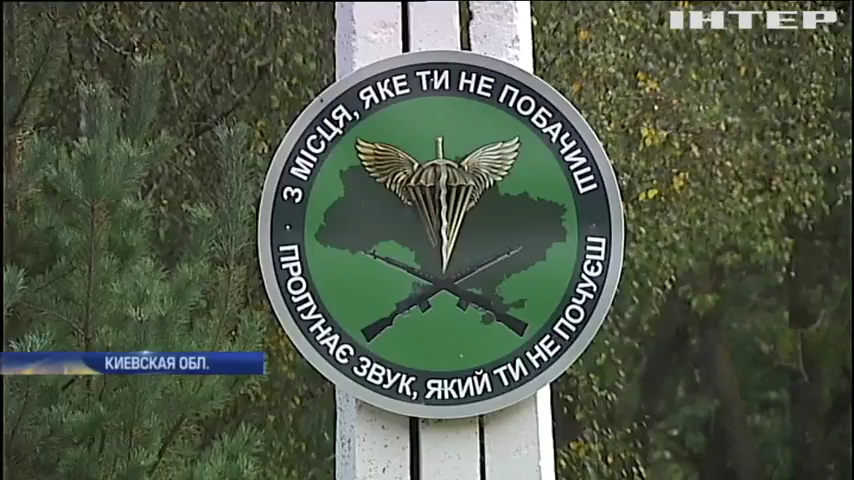 ІНТЕР
З МІСЦЯ, ЯКЕ ТИ НЕ ПОБАЧИШ
ПРОЛУНАЄ ЗВУК, ЯКИЙ ТИ НЕ ПОЧУЄШ
КИЕВСКАЯ ОБЛ.